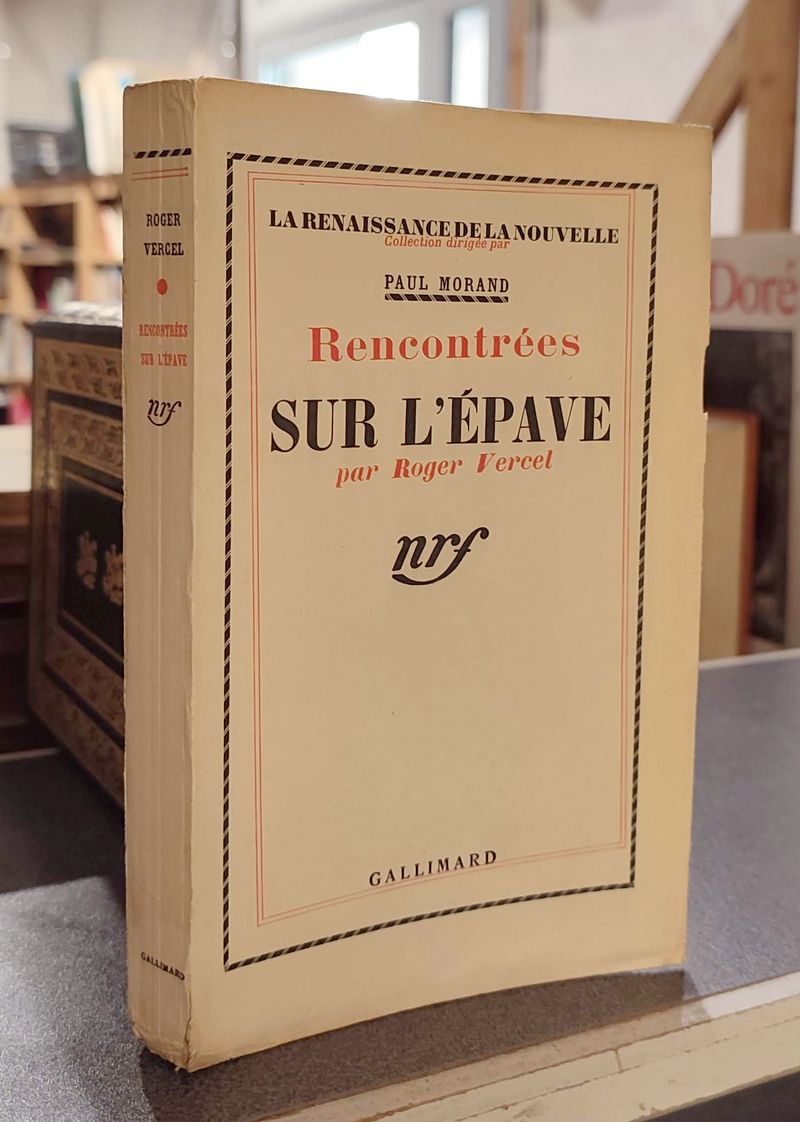 ROGER
VERCEL
RENCONTRÉES
SUR L'ÉPAVE
nrf
GALLIMARD
LA RENAISSANCE DE LA NOUVELLE
Collection dirigée par
PAUL MORAND
Rencontrées
SUR L'ÉPAVE
par Roger Vercel
nrf
GALLIMARD
Doré